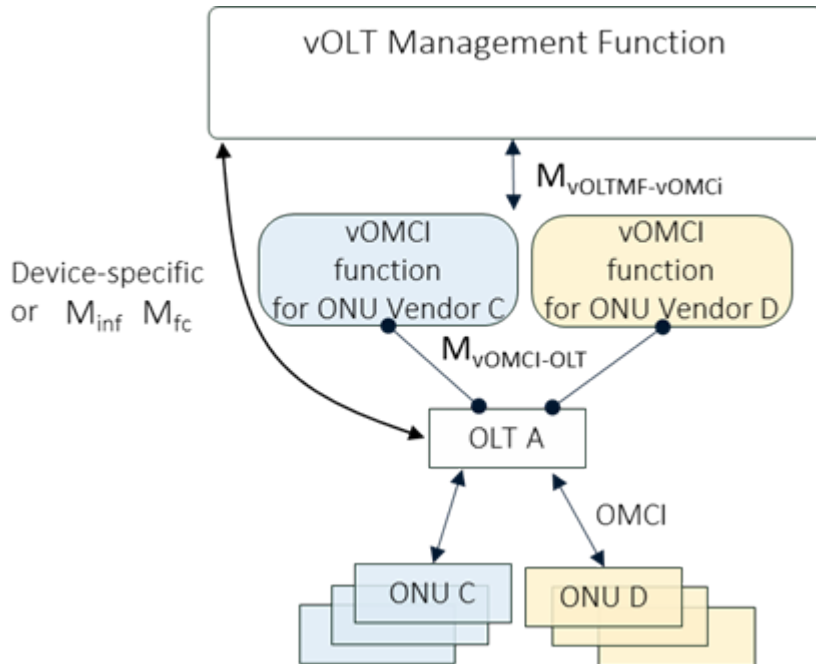 vOLT Management Function
MvOLTMF-vOMCi
vOMCI
function
for ONU Vendor C
vOMCI
function
for ONU Vendor D
Device-specific
or Minf Mfc
MvOMCI-OLT
OLT A
OMCI
ONU C
ONU D